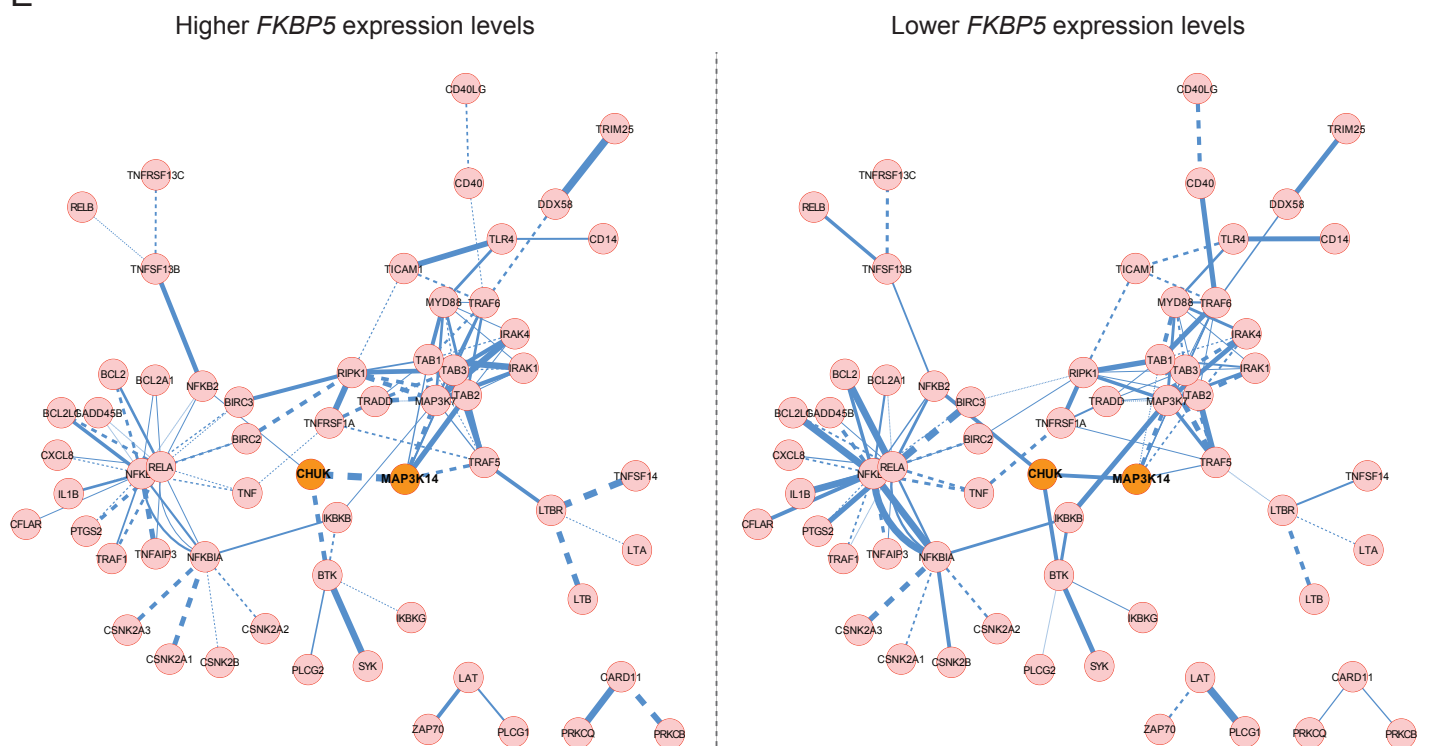 E
Higher FKBP5 expression levels
CD40LG
TRIM25
TNFRSF13C
CD40
RELB
DDX58
TLR4
CD14
TNFSF13B
TICAM1
MYD88
TRAF6
IRAK4
TAB1
IRAK1
TAB3
RIPK1
BCL2
BCL2A1
NFKB2
TAB2
BIRC3
TRADD
MAP3K7
GADD45B
TNFRSF1A
BIRC2
CXCL8
RELA
CHUK
MAP3K14
TRAF5
TNFSF14
IL1B
TNF
LTBR
CFLAR
PTGS2
IKBKB
LTA
TRAF1
TNFAIP3
NFKBIA
BTK
LTB
IKBKG
CSNK2A3
CSNK2A2
CSNK2A1
CSNK2B
PLCG2
SYK
LAT
CARD11
ZAP70
PLCG1
PRKCQ
PRKCB
Lower FKBP5 expression levels
CD40LG
TRIM25
TNFRSF13C
CD40
RELB
DDX58
TLR4
CD14
TNFSF13B
TICAM1
MYD88
TRAF6
IRAK4
TAB1
IRAK1
TAB3
RIPK1
BCL2
BCL2A1
NFKB2
TAB2
BIRC3
TRADD
MAP3K7
GADD45B
TNFRSF1A
BIRC2
CXCL8
RELA
CHUK
MAP3K14
TRAF5
TNFSF14
IL1B
TNF
LTBR
CFLAR
PTGS2
IKBKB
LTA
TRAF1
TNFAIP3
NFKBIA
BTK
LTB
IKBKG
CSNK2A3
CSNK2A2
CSNK2A1
CSNK2B
PLCG2
SYK
LAT
CARD11
ZAP70
PLCG1
PRKCQ
PRKCB